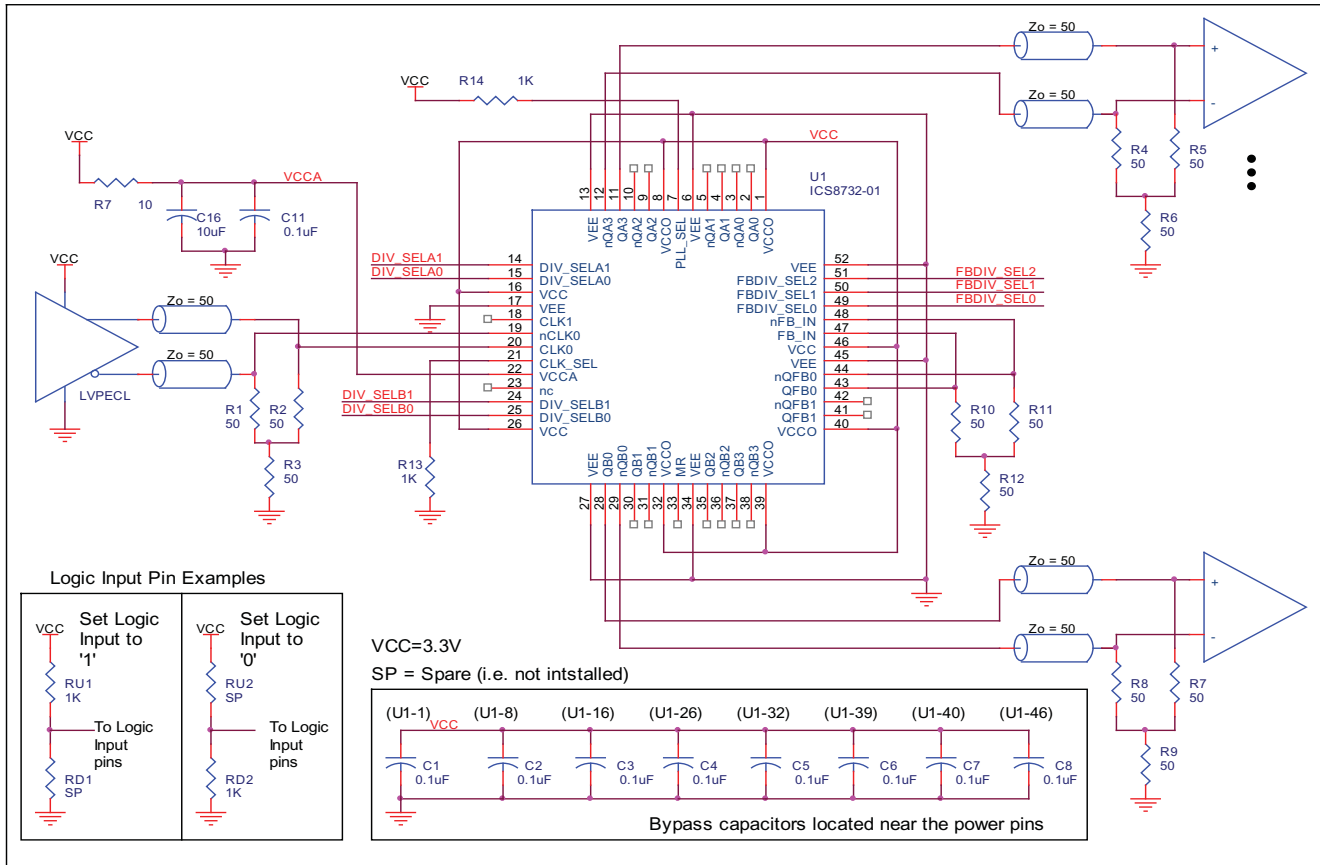 Zo = 50
Zo = 50
+
-
R4
50
R5
50
R6
50
VCC
R14 1K
VCC
R7 10
VCCA
C16
10uF
C11
0.1uF
VCC
U1
ICS8732-01
13 12 11 10 9 8 7 6 5 4 3 2 1
VEE nQA3 QA3 nQA2 QA2 VCCO PLL_SEL VEE nQA1 QA1 nQA0 QA0 VCCO
DIV_SELA1 14 DIV_SELA1
DIV_SELA0 15 DIV_SELA0
16 VCC
17 VEE
18 CLK1
19 nCLK0
20 CLK0
21 CLK_SEL
22 VCCA
23 nc
DIV_SELB1 24 DIV_SELB1
DIV_SELB0 25 DIV_SELB0
26 VCC
VEE 52
FBDIV_SEL2 51 FBDIV_SEL2
FBDIV_SEL1 50 FBDIV_SEL1
FBDIV_SEL0 49 FBDIV_SEL0
nFB_IN 48
FB_IN 47
VCC 46
VEE 45
nQFB0 44
QFB0 43
nQFB1 42
QFB1 41
VCCO 40
VEE QB0 nQB0 QB1 nQB1 VCCO MR VEE QB2 nQB2 QB3 nQB3 VCCO
27 28 29 30 31 32 33 34 35 36 37 38 39
VCC
Zo = 50
Zo = 50
LVPECL
R1
50
R2
50
R3
50
R13
1K
R10
50
R11
50
R12
50
Zo = 50
Zo = 50
+
-
R8
50
R7
50
R9
50
Logic Input Pin Examples
Set Logic
Input to
'1'
VCC
RU1
1K
To Logic
Input
pins
RD1
SP
Set Logic
Input to
'0'
VCC
RU2
SP
To Logic
Input
pins
RD2
1K
VCC=3.3V
SP = Spare (i.e. not intstalled)
(U1-1) (U1-8) (U1-16) (U1-26) (U1-32) (U1-39) (U1-40) (U1-46)
VCC
C1
0.1uF
C2
0.1uF
C3
0.1uF
C4
0.1uF
C5
0.1uF
C6
0.1uF
C7
0.1uF
C8
0.1uF
Bypass capacitors located near the power pins